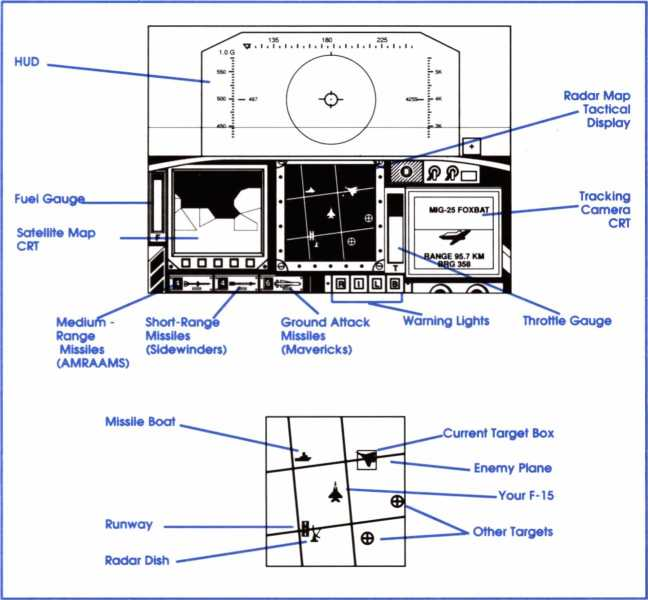 HUD
1.0 G
135 180 225
550
500
450
487
5K
4K
3K
4255
Radar Map
Tactical
Display
Fuel Gauge
Satellite Map
CRT
Tracking
Camera
CRT
MIG-25 FOXBAT
RANGE 95.7 KM
BRG 358
F
T
R I L B
Medium -
Range
Missiles
(AMRAAMS)
Short-Range
Missiles
(Sidewinders)
Ground Attack
Missiles
(Mavericks)
Warning Lights
Throttle Gauge
Missile Boat
Current Target Box
Enemy Plane
Your F-15
Runway
Other Targets
Radar Dish